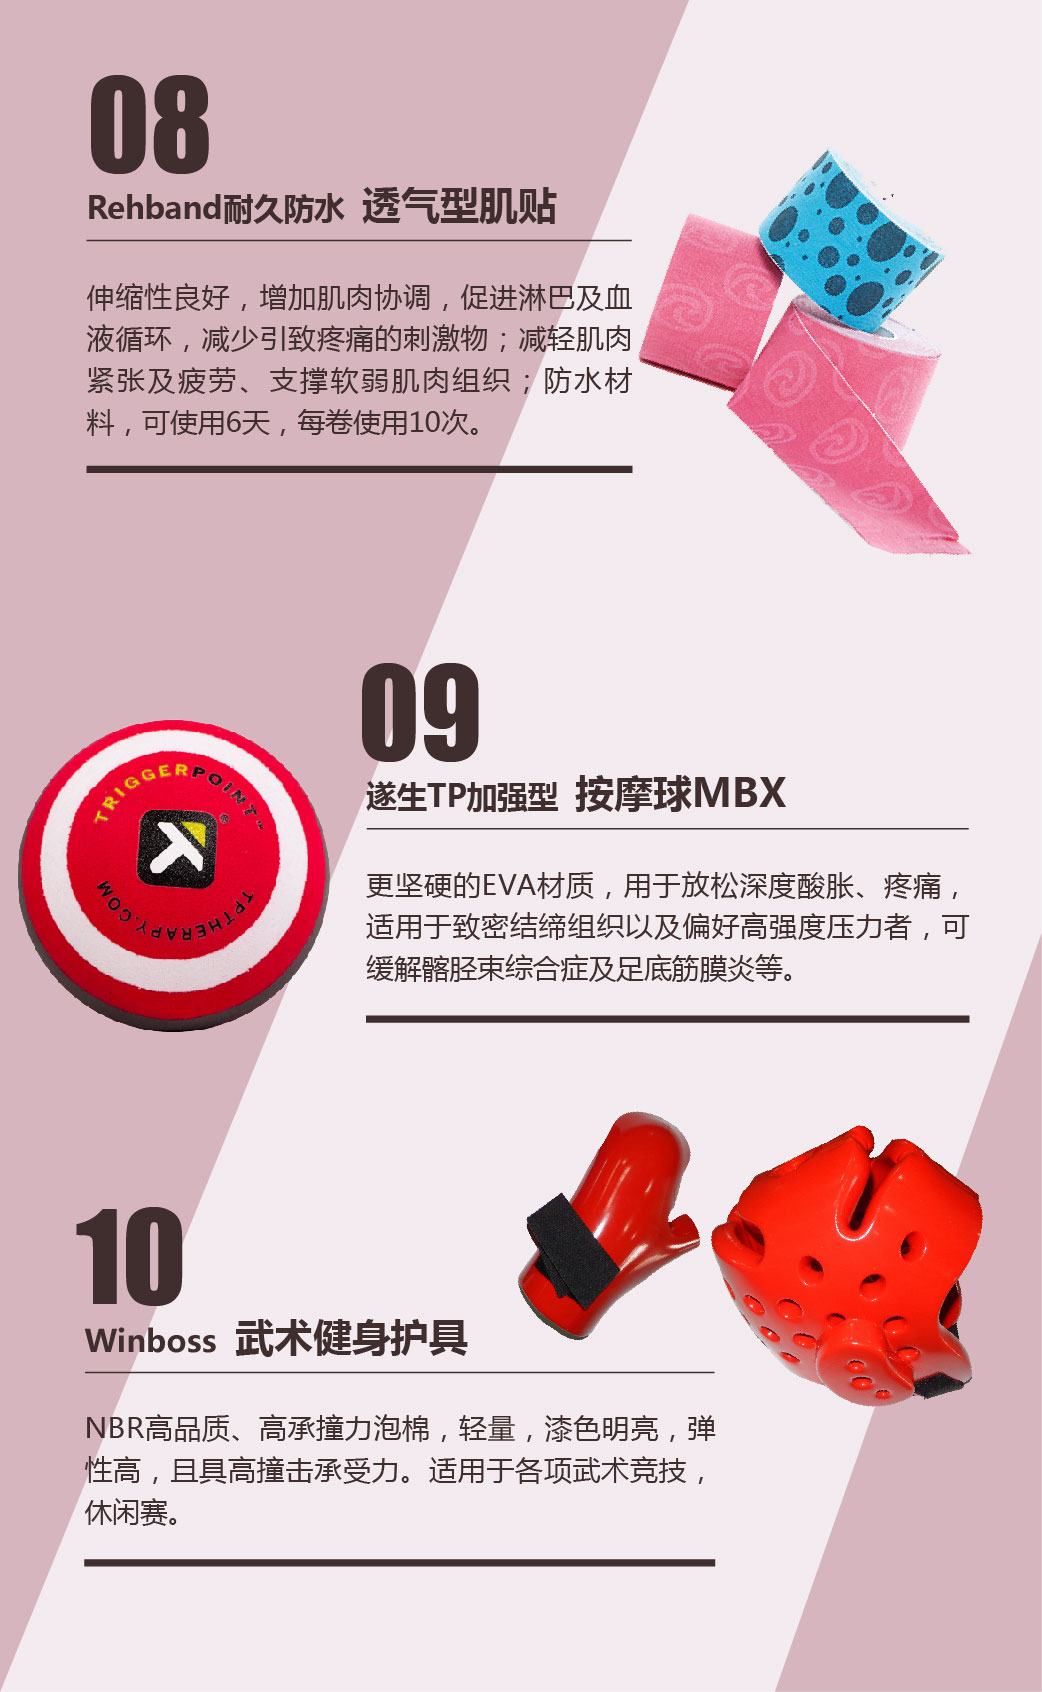 08
Rehband耐久防水 透气型肌贴
伸缩性良好，增加肌肉协调，促进淋巴及血
液循环，减少引致疼痛的刺激物；减轻肌肉
紧张及疲劳、支撑软弱肌肉组织；防水材
料，可使用6天，每卷使用10次。
09
遂生TP加强型 按摩球MBX
TRIGGERPOINT™
®
TPTHERAPY.COM
更坚硬的EVA材质，用于放松深度酸胀、疼痛，
适用于致密结缔组织以及偏好高强度压力者，可
缓解髂胫束综合症及足底筋膜炎等。
10
Winboss 武术健身护具
NBR高品质、高承撞力泡棉，轻量，漆色明亮，弹
性高，且具高撞击承受力。适用于各项武术竞技，
休闲赛。